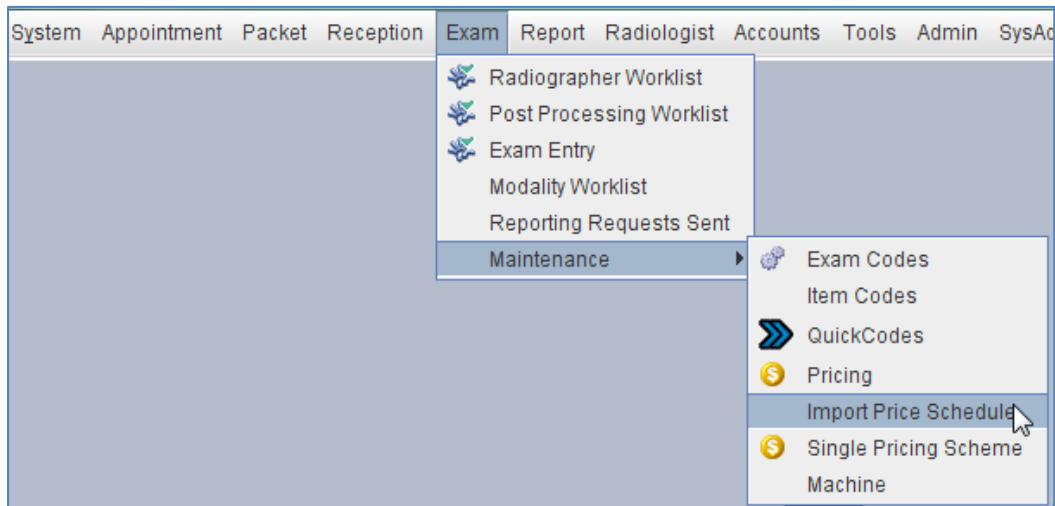 System Appointment Packet Reception Exam Report Radiologist Accounts Tools Admin SysAd
Radiographer Worklist
Post Processing Worklist
Exam Entry
Modality Worklist
Reporting Requests Sent
Maintenance
Exam Codes
Item Codes
QuickCodes
Pricing
Import Price Schedule
Single Pricing Scheme
Machine